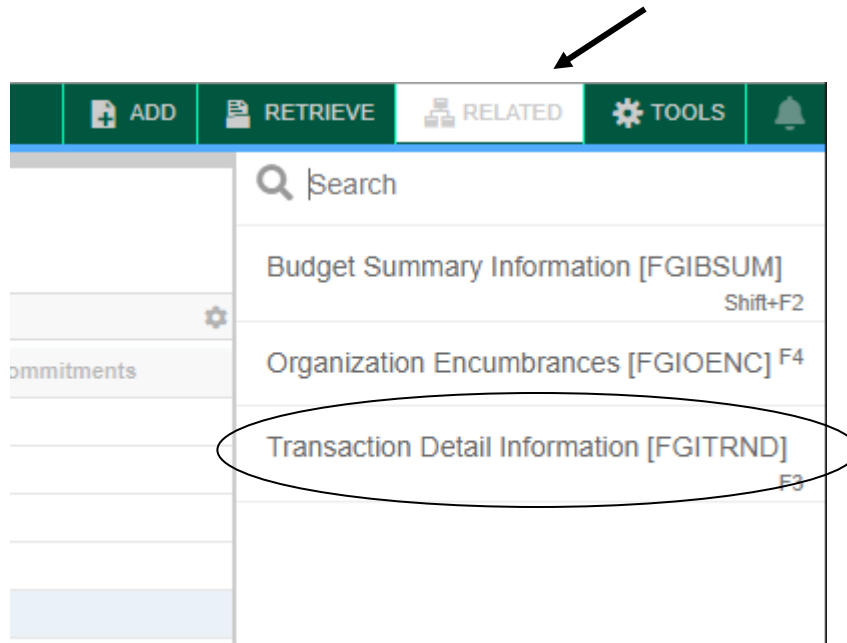 ADD RETRIEVE RELATED TOOLS
Search
Budget Summary Information [FGIBSUM]
Shift+F2
ommitments
Organization Encumbrances [FGIOENC] F4
Transaction Detail Information [FGITRND]
F3